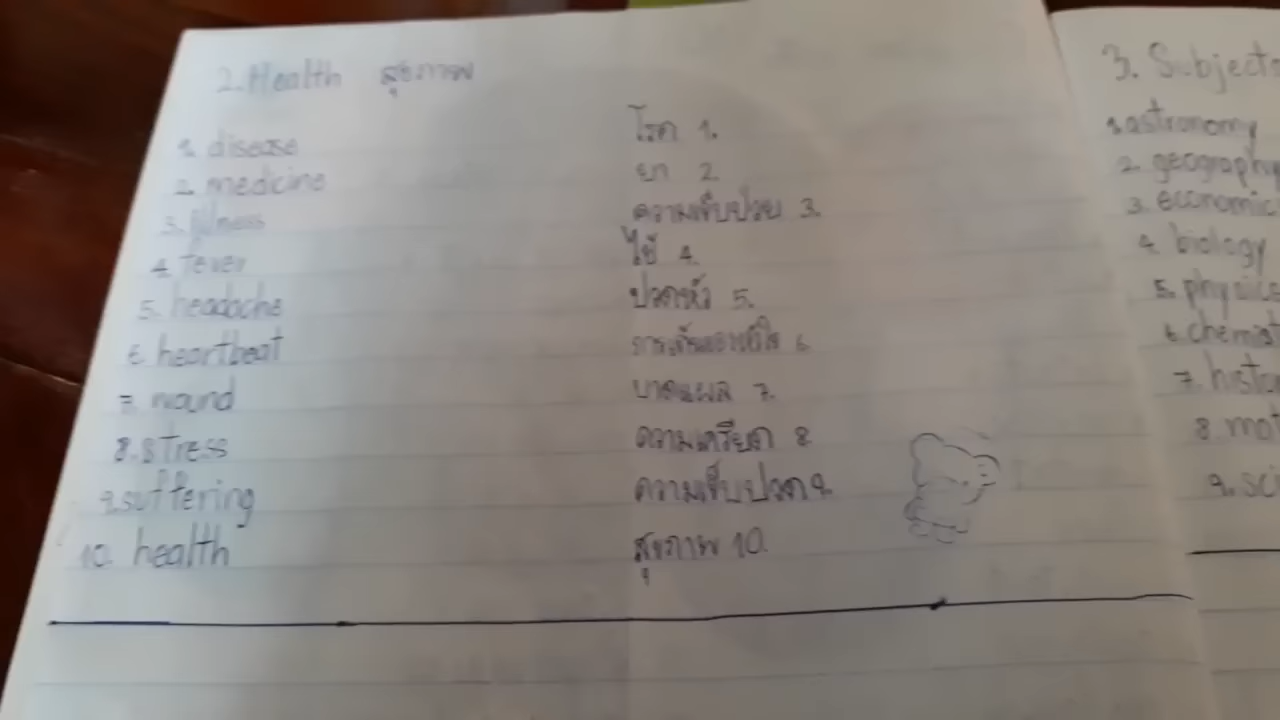 2. Health สุขภาพ
1. disease โรค 1.
2. medicine ยา 2.
3. illness ความเจ็บป่วย 3.
4. fever ไข้ 4.
5. headache ปวดหัว 5.
6. heartbeat การเต้นของหัวใจ 6.
7. wound บาดแผล 7.
8. stress ความเครียด 8.
9. suffering ความเจ็บปวด 9.
10. health สุขภาพ 10.
3. Subjects
1. astronomy
2. geography
3. economic
4. biology
5. physics
6. chemist
7. histo
8. mat
9. sci